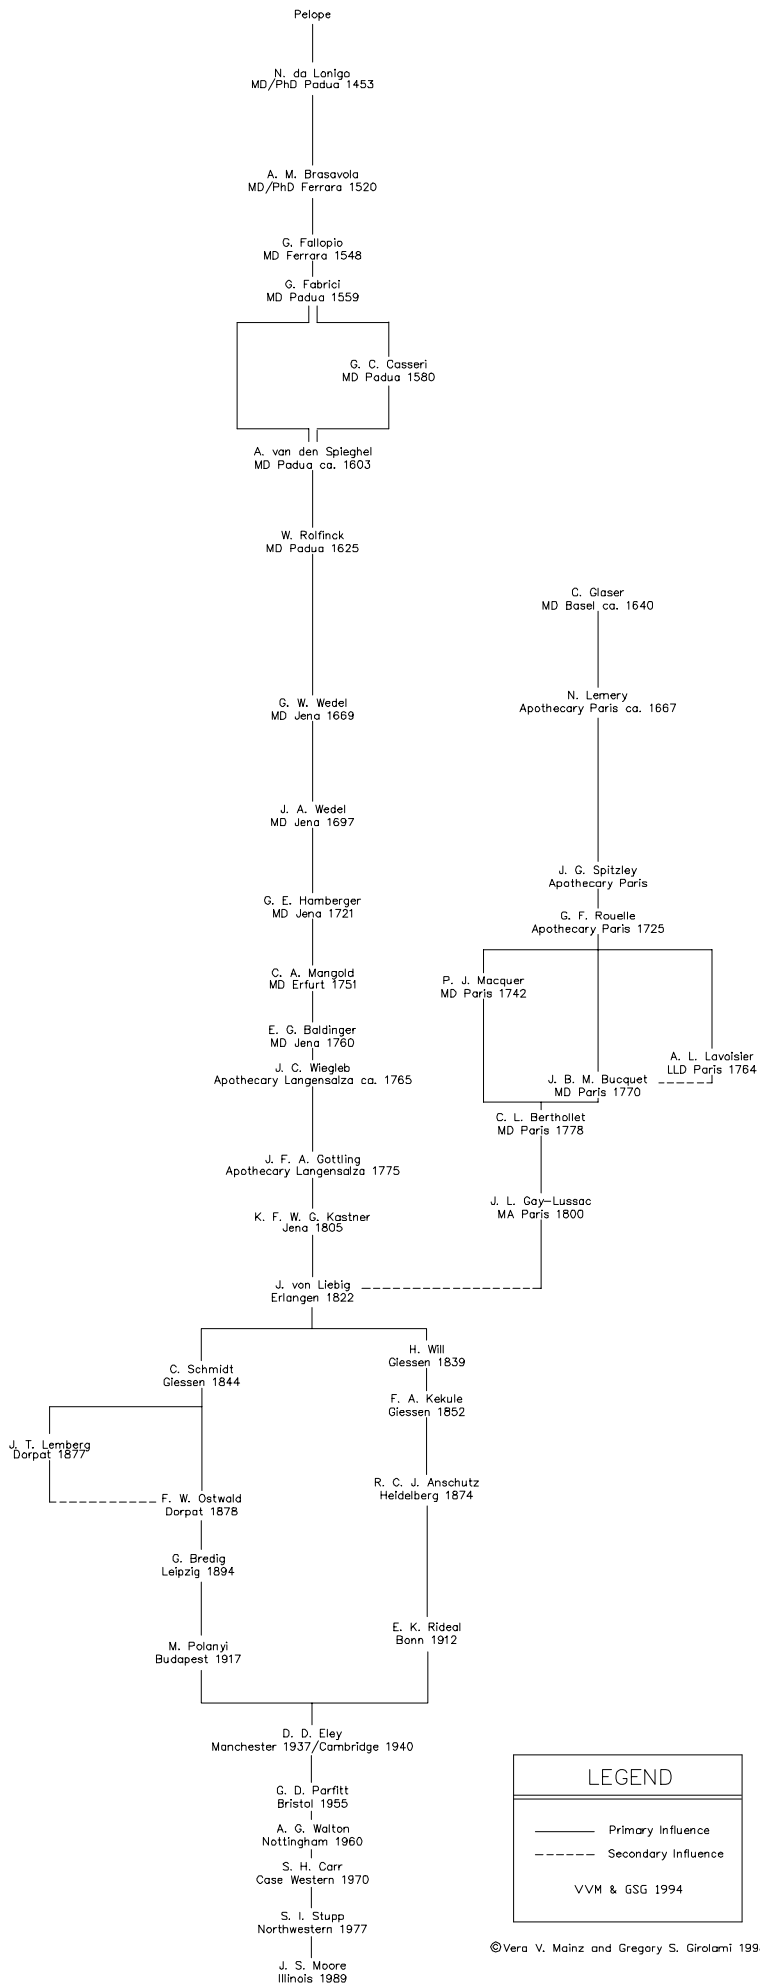 Pelope
N. da Lonigo
MD/PhD Padua 1453
A. M. Brasavola
MD/PhD Ferrara 1520
G. Fallopio
MD Ferrara 1548
G. Fabrici
MD Padua 1559
G. C. Casseri
MD Padua 1580
A. van den Spieghel
MD Padua ca. 1603
W. Rolfinck
MD Padua 1625
C. Glaser
MD Basel ca. 1640
N. Lemery
Apothecary Paris ca. 1667
G. W. Wedel
MD Jena 1669
J. A. Wedel
MD Jena 1697
J. G. Spitzley
Apothecary Paris
G. E. Hamberger
MD Jena 1721
G. F. Rouelle
Apothecary Paris 1725
C. A. Mangold
MD Erfurt 1751
P. J. Macquer
MD Paris 1742
E. G. Baldinger
MD Jena 1760
J. C. Wiegleb
Apothecary Langensalza ca. 1765
A. L. Lavoisier
LLD Paris 1764
J. B. M. Bucquet
MD Paris 1770
C. L. Berthollet
MD Paris 1778
J. F. A. Gottling
Apothecary Langensalza 1775
J. L. Gay-Lussac
MA Paris 1800
K. F. W. G. Kastner
Jena 1805
J. von Liebig
Erlangen 1822
H. Will
Giessen 1839
C. Schmidt
Giessen 1844
F. A. Kekule
Giessen 1852
J. T. Lemberg
Dorpat 1877
R. C. J. Anschutz
Heidelberg 1874
F. W. Ostwald
Dorpat 1878
G. Bredig
Leipzig 1894
E. K. Rideal
Bonn 1912
M. Polanyi
Budapest 1917
D. D. Eley
Manchester 1937/Cambridge 1940
G. D. Parfitt
Bristol 1955
A. G. Walton
Nottingham 1960
S. H. Carr
Case Western 1970
S. I. Stupp
Northwestern 1977
J. S. Moore
Illinois 1989
LEGEND
Primary Influence
Secondary Influence
VVM & GSG 1994
©Vera V. Mainz and Gregory S. Girolami